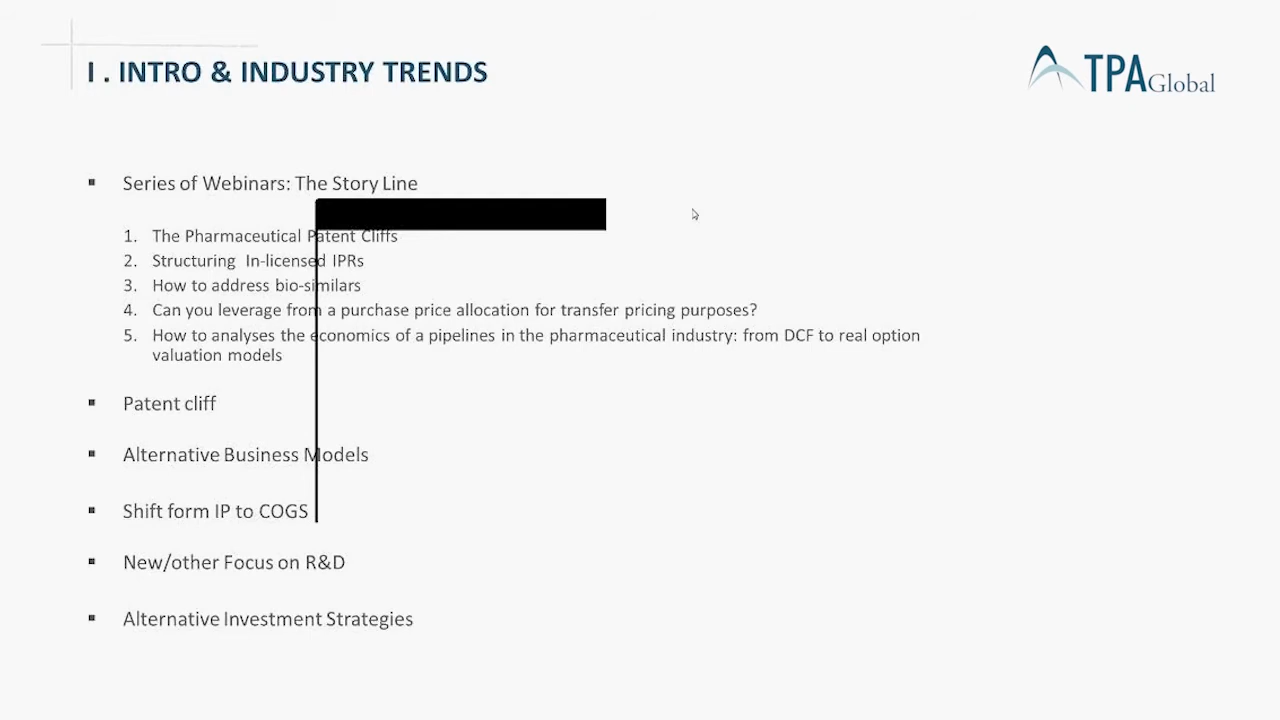 I . INTRO & INDUSTRY TRENDS
TPA Global
Series of Webinars: The Story Line
1. The Pharmaceutical Patent Cliffs
2. Structuring In-licensed IPRs
3. How to address bio-similars
4. Can you leverage from a purchase price allocation for transfer pricing purposes?
5. How to analyses the economics of a pipelines in the pharmaceutical industry: from DCF to real option
valuation models
Patent cliff
Alternative Business Models
Shift form IP to COGS
New/other Focus on R&D
Alternative Investment Strategies